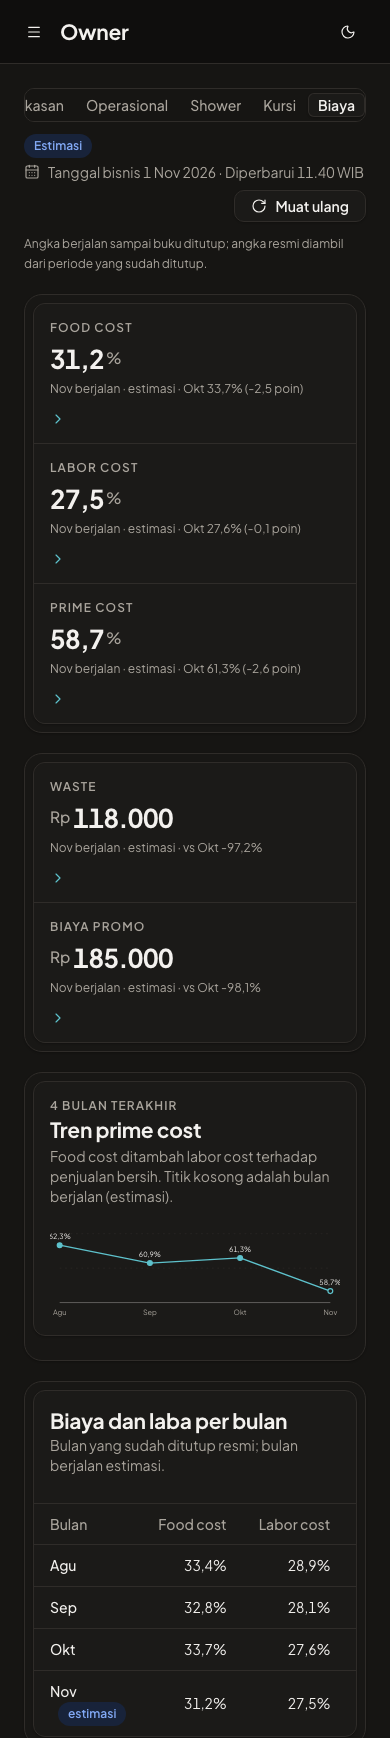 Owner
kasan Operasional Shower Kursi Biaya
Estimasi
Tanggal bisnis 1 Nov 2026 · Diperbarui 11.40 WIB
Muat ulang
Angka berjalan sampai buku ditutup; angka resmi diambil
dari periode yang sudah ditutup.
FOOD COST
31,2%
Nov berjalan · estimasi · Okt 33,7% (-2,5 poin)
LABOR COST
27,5%
Nov berjalan · estimasi · Okt 27,6% (-0,1 poin)
PRIME COST
58,7%
Nov berjalan · estimasi · Okt 61,3% (-2,6 poin)
WASTE
Rp 118.000
Nov berjalan · estimasi · vs Okt -97,2%
BIAYA PROMO
Rp 185.000
Nov berjalan · estimasi · vs Okt -98,1%
4 BULAN TERAKHIR
Tren prime cost
Food cost ditambah labor cost terhadap
penjualan bersih. Titik kosong adalah bulan
berjalan (estimasi).
62,3%
60,9%
61,3%
58,7%
Agu Sep Okt Nov
Biaya dan laba per bulan
Bulan yang sudah ditutup resmi; bulan
berjalan estimasi.
Bulan Food cost Labor cost
Agu 33,4% 28,9%
Sep 32,8% 28,1%
Okt 33,7% 27,6%
Nov estimasi 31,2% 27,5%